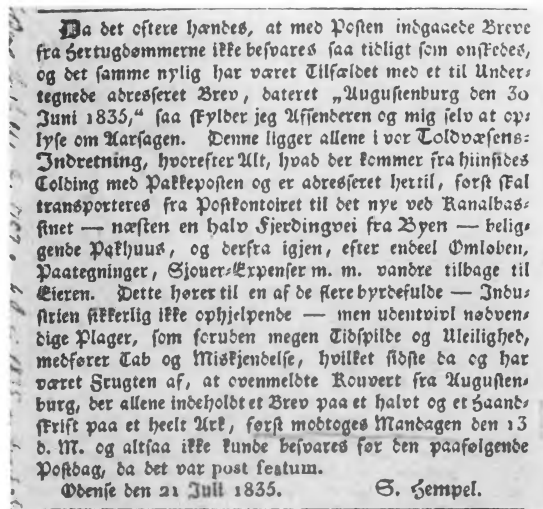 Da det oftere hændes, at med Posten indgaaede Breve
fra Hertugdømmerne ikke besvares saa tidligt som onskedes,
og det samme nylig har været Tilfældet med et til Under-
tegnede adresseret Brev, dateret „Augustenburg den 30
Juni 1835,“ saa skylder jeg Afsenderen og mig selv at op-
lyse om Aarsagen. Denne ligger allene i vor Toldvæsens-
Indretning, hvorefter Alt, hvad der kommer fra hiinsides
Colding med Pakkeposten og er adresseret hertil, først skal
transporteres fra Postkontoiret til det nye ved Kanalbas-
sinet — næsten en halv Fjerdingvei fra Byen — belig-
gende Pakhuus, og derfra igjen, efter endeel Omløben,
Paategninger, Sjouer-Expenser m. m. vandre tilbage til
Eieren. Dette hører til en af de flere byrdefulde — Indu-
strien sikkerlig ikke ophjelpende — men udentvivl nødven-
dige Plager, som foruden megen Tidsspilde og Uleilighed,
medfører Tab og Miskjendelse, hvilket sidste da og har
været Frugten af, at ovenmeldte Kouvert fra Augusten-
burg, der allene indeholdt et Brev paa et halvt og et Haand-
skrift paa et heelt Ark, først modtoges Mandagen den 13
d. M. og altsaa ikke kunde besvares før den paafølgende
Postdag, da det var post festum.
Odense den 21 Juli 1835. S. Hempel.